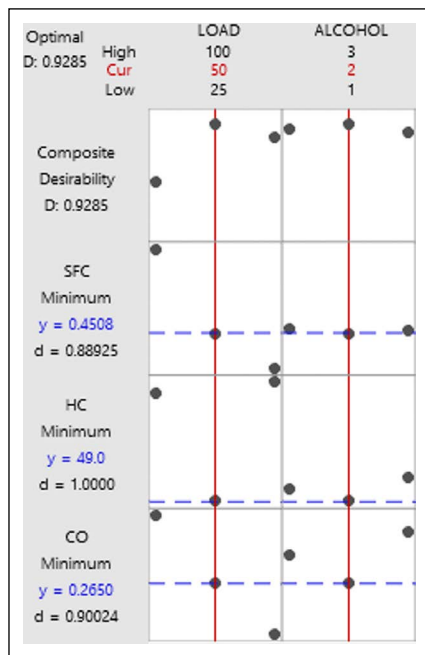 Optimal
D: 0.9285
LOAD ALCOHOL
High 100 3
Cur 50 2
Low 25 1
Composite
Desirability
D: 0.9285
SFC
Minimum
y = 0.4508
d = 0.88925
HC
Minimum
y = 49.0
d = 1.0000
CO
Minimum
y = 0.2650
d = 0.90024